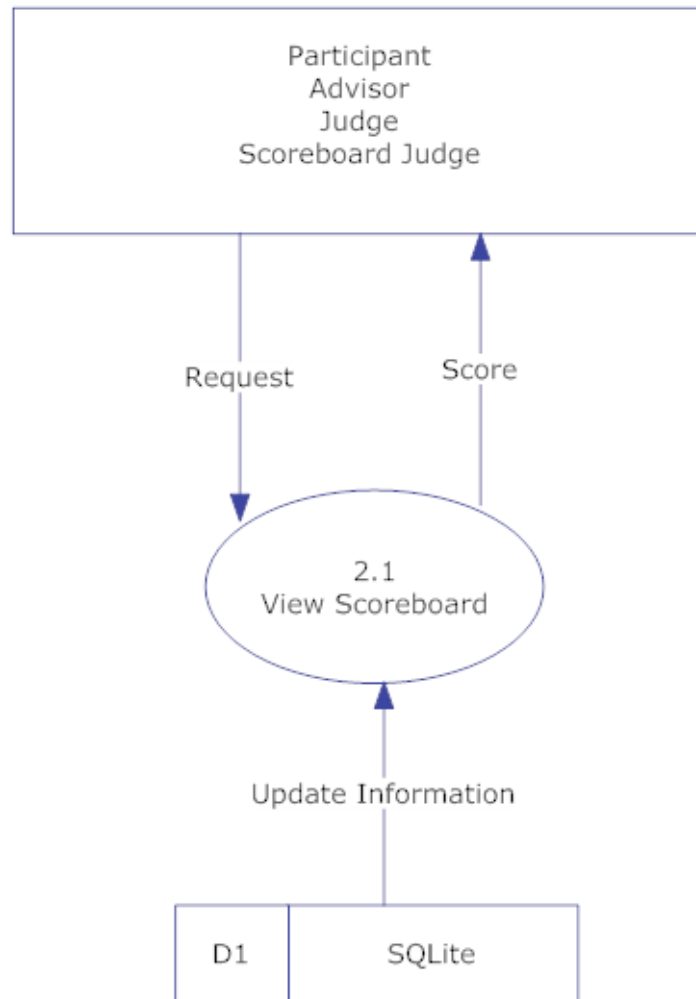 Participant
Advisor
Judge
Scoreboard Judge
Request
Score
2.1
View Scoreboard
Update Information
D1
SQLite